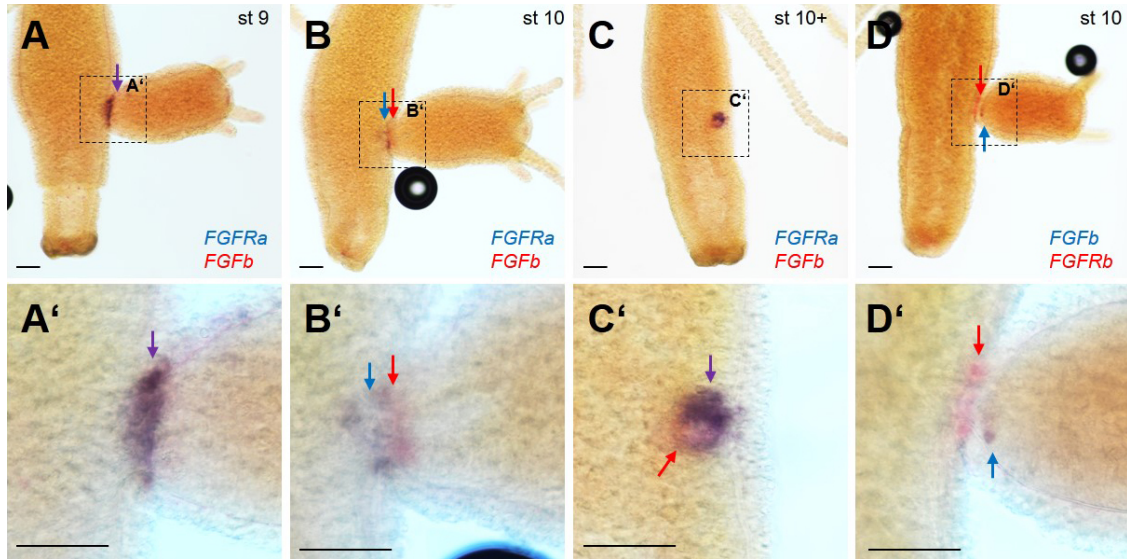 A
st 9
A‘
FGFRa
FGFb
B
st 10
B‘
FGFRa
FGFb
C
st 10+
C‘
FGFRa
FGFb
D
st 10
D‘
FGFb
FGFRb
A‘
B‘
C‘
D‘